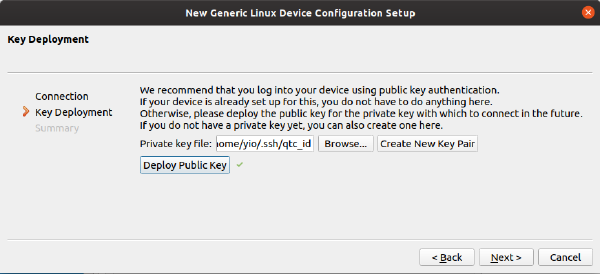 New Generic Linux Device Configuration Setup
Key Deployment
Connection
Key Deployment
Summary
We recommend that you log into your device using public key authentication.
If your device is already set up for this, you do not have to do anything here.
Otherwise, please deploy the public key for the private key with which to connect in the future.
If you do not have a private key yet, you can also create one here.
Private key file: ome/yio/.ssh/qtc_id Browse... Create New Key Pair
Deploy Public Key
< Back Next > Cancel